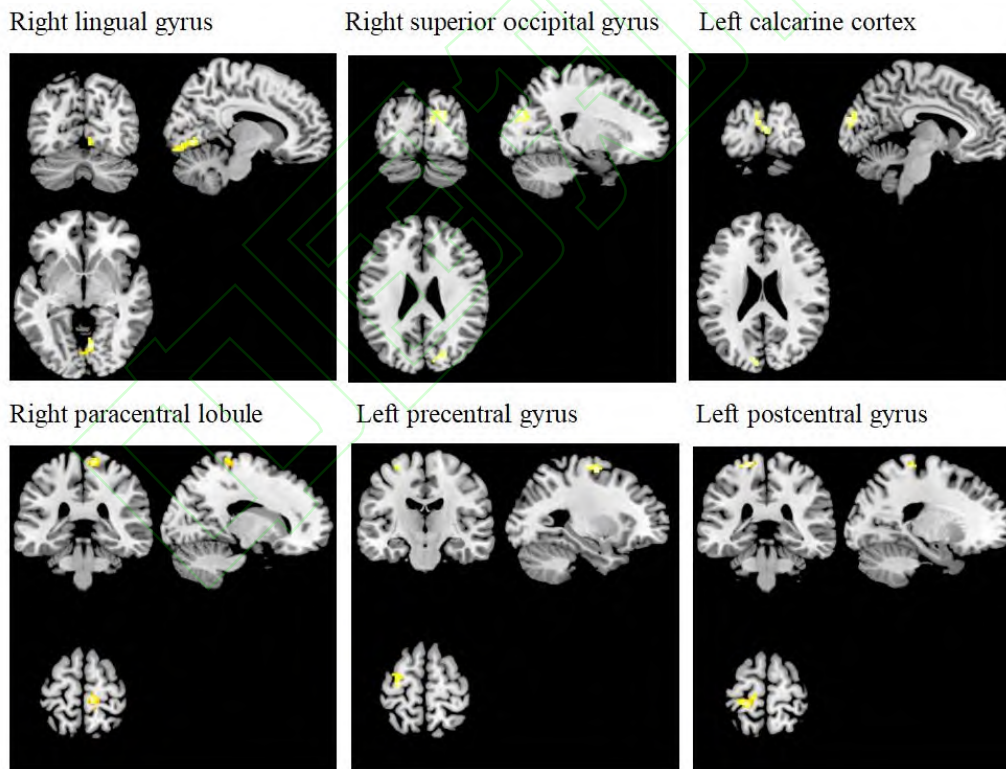 Right lingual gyrus
Right superior occipital gyrus
Left calcarine cortex
Right paracentral lobule
Left precentral gyrus
Left postcentral gyrus